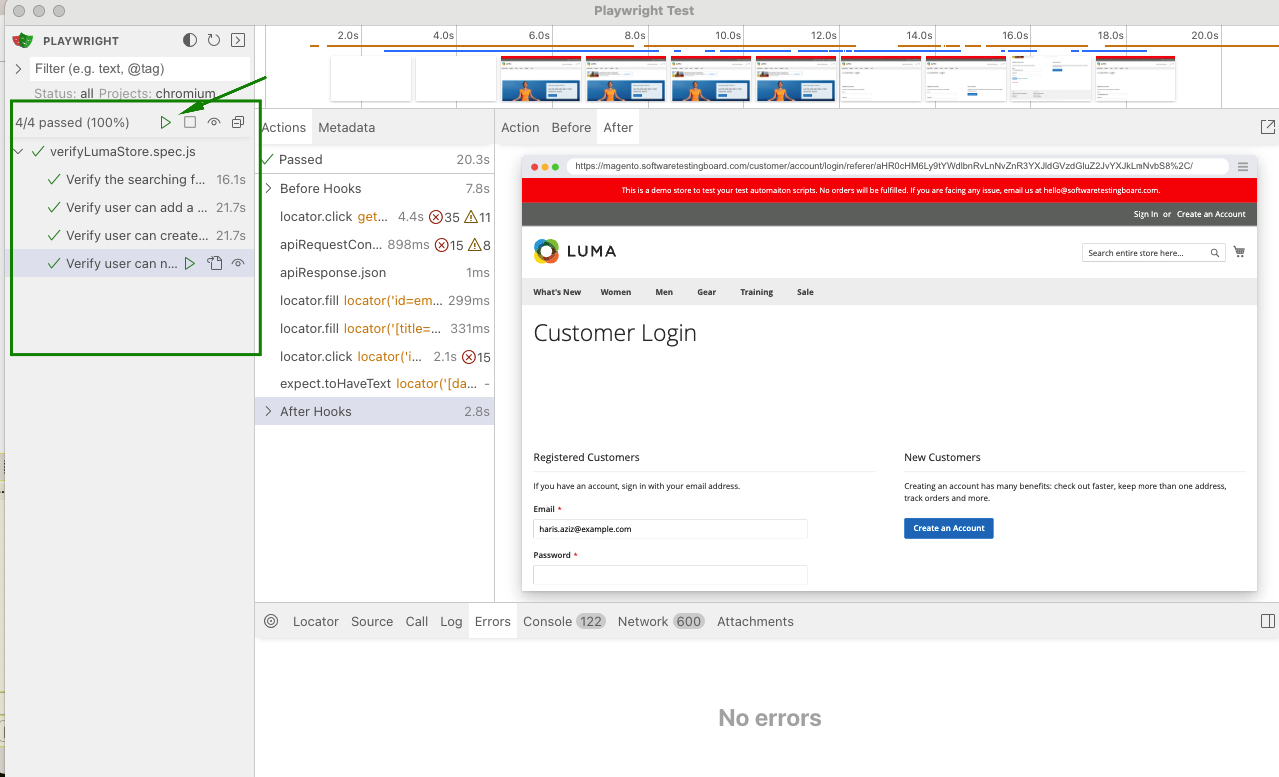 Playwright Test
PLAYWRIGHT
Filter (e.g. text, @tag)
Status: all Projects: chromium
4/4 passed (100%)
verifyLumaStore.spec.js
Verify the searching f... 16.1s
Verify user can add a ... 21.7s
Verify user can create... 21.7s
Verify user can n...
2.0s 4.0s 6.0s 8.0s 10.0s 12.0s 14.0s 16.0s 18.0s 20.0s
Actions Metadata
Passed 20.3s
Before Hooks 7.8s
locator.click get... 4.4s 35 11
apiRequestCon... 898ms 15 8
apiResponse.json 1ms
locator.fill locator('id=em... 299ms
locator.fill locator('[title=... 331ms
locator.click locator('i... 2.1s 15
expect.toHaveText locator('[da... -
After Hooks 2.8s
Action Before After
https://magento.softwaretestingboard.com/customer/account/login/referer/
This is a demo store to test your test automaiton scripts. No orders will be fulfilled. If you are facing any issue, email us at hello@softwaretestingboard.com.
Sign In or Create an Account
LUMA
Search entire store here...
What's New Women Men Gear Training Sale
Customer Login
Registered Customers
If you have an account, sign in with your email address.
Email *
haris.aziz@example.com
Password *
New Customers
Creating an account has many benefits: check out faster, keep more than one address,
track orders and more.
Create an Account
Locator Source Call Log Errors Console 122 Network 600 Attachments
No errors